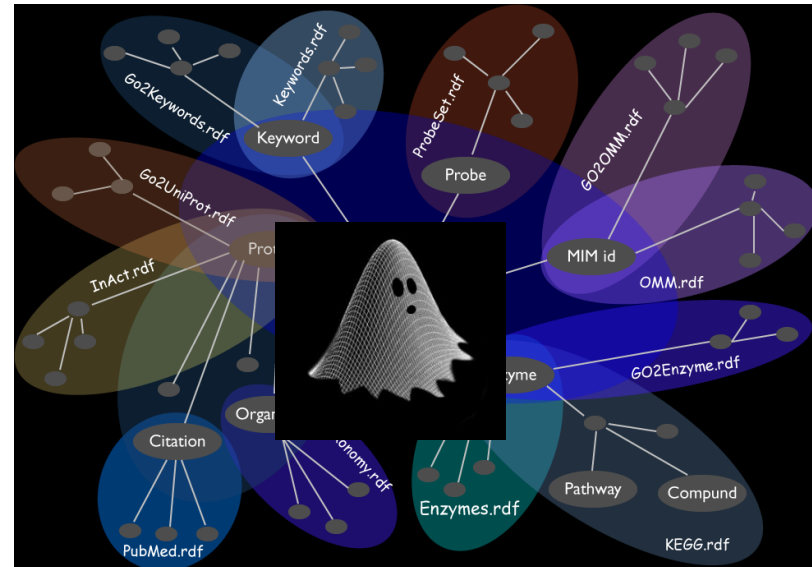 Go2Keywords.rdf
Keywords.rdf
Keyword
ProbeSet.rdf
Probe
GO2OMM.rdf
MIM id
OMM.rdf
Go2UniProt.rdf
InAct.rdf
GO2Enzyme.rdf
Citation
PubMed.rdf
Enzymes.rdf
Pathway
Compund
KEGG.rdf